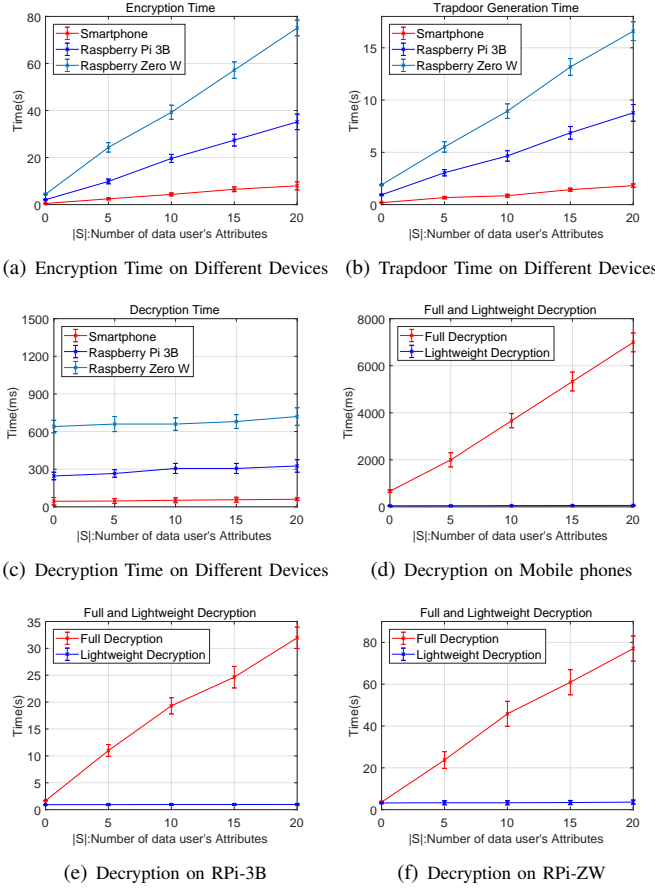 Encryption Time
80
60
40
20
0
Time(s)
Smartphone
Raspberry Pi 3B
Raspberry Zero W
0 5 10 15 20
|S|:Number of data user's Attributes
(a) Encryption Time on Different Devices
Trapdoor Generation Time
15
10
5
0
Time(s)
Smartphone
Raspberry Pi 3B
Raspberry Zero W
0 5 10 15 20
|S|:Number of data user's Attributes
(b) Trapdoor Time on Different Devices
Decryption Time
1500
1200
900
600
300
0
Time(ms)
Smartphone
Raspberry Pi 3B
Raspberry Zero W
0 5 10 15 20
|S|:Number of data user's Attributes
(c) Decryption Time on Different Devices
Full and Lightweight Decryption
8000
6000
4000
2000
0
Time(ms)
Full Decryption
Lightweight Decryption
0 5 10 15 20
|S|:Number of data user's Attributes
(d) Decryption on Mobile phones
Full and Lightweight Decryption
35
30
25
20
15
10
5
0
Time(s)
Full Decryption
Lightweight Decryption
0 5 10 15 20
|S|:Number of data user's Attributes
(e) Decryption on RPi-3B
Full and Lightweight Decryption
80
60
40
20
0
Time(s)
Full Decryption
Lightweight Decryption
0 5 10 15 20
|S|:Number of data user's Attributes
(f) Decryption on RPi-ZW